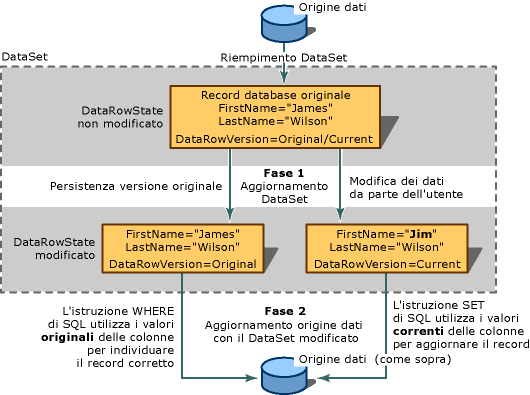 Origine dati
DataSet
Riempimento DataSet
DataRowState
non modificato
Record database originale
FirstName="James"
LastName="Wilson"
DataRowVersion=Original/Current
Persistenza versione originale
Fase 1
Aggiornamento
DataSet
Modifica dei dati
da parte dell'utente
DataRowState
modificato
FirstName="James"
LastName="Wilson"
DataRowVersion=Original
FirstName="Jim"
LastName="Wilson"
DataRowVersion=Current
L'istruzione WHERE
di SQL utilizza i valori
originali delle colonne
per individuare
il record corretto
Fase 2
Aggiornamento origine dati
con il DataSet modificato
L'istruzione SET
di SQL utilizza i valori
correnti delle colonne
per aggiornare il record
Origine dati (come sopra)